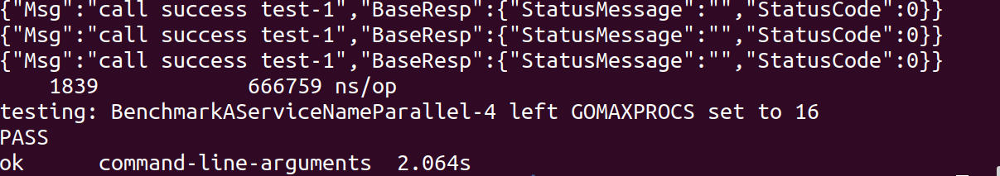 {"Msg":"call success test-1","BaseResp":{"StatusMessage":"","StatusCode":0}}
{"Msg":"call success test-1","BaseResp":{"StatusMessage":"","StatusCode":0}}
{"Msg":"call success test-1","BaseResp":{"StatusMessage":"","StatusCode":0}}
    1839            666759 ns/op
testing: BenchmarkAServiceNameParallel-4 left GOMAXPROCS set to 16
PASS
ok      command-line-arguments  2.064s